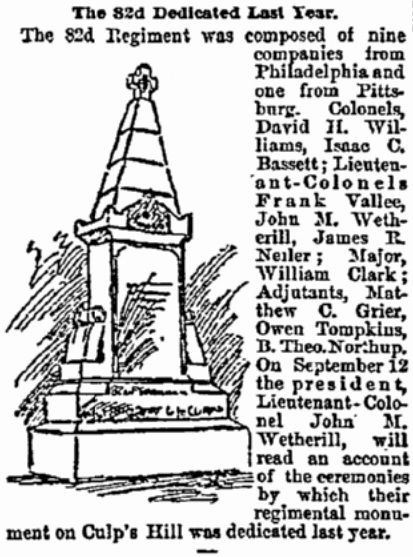 The 82d Dedicated Last Year.
The 82d Regiment was composed of nine
companies from
Philadelphia and
one from Pitts-
burg. Colonels,
David H. Wil-
liams, Isaac C.
Bassett; Lieuten-
ant-Colonels
Frank Vallee,
John M. Weth-
erill, James R.
Neiler; Major,
William Clark;
Adjutants, Mat-
thew C. Grier,
Owen Tompkins,
B. Theo. Northup.
On September 12
the president,
Lieutenant-Colo-
nel John M.
Wetherill, will
read an account
of the ceremonies
by which their
regimental monu-
ment on Culp's Hill was dedicated last year.